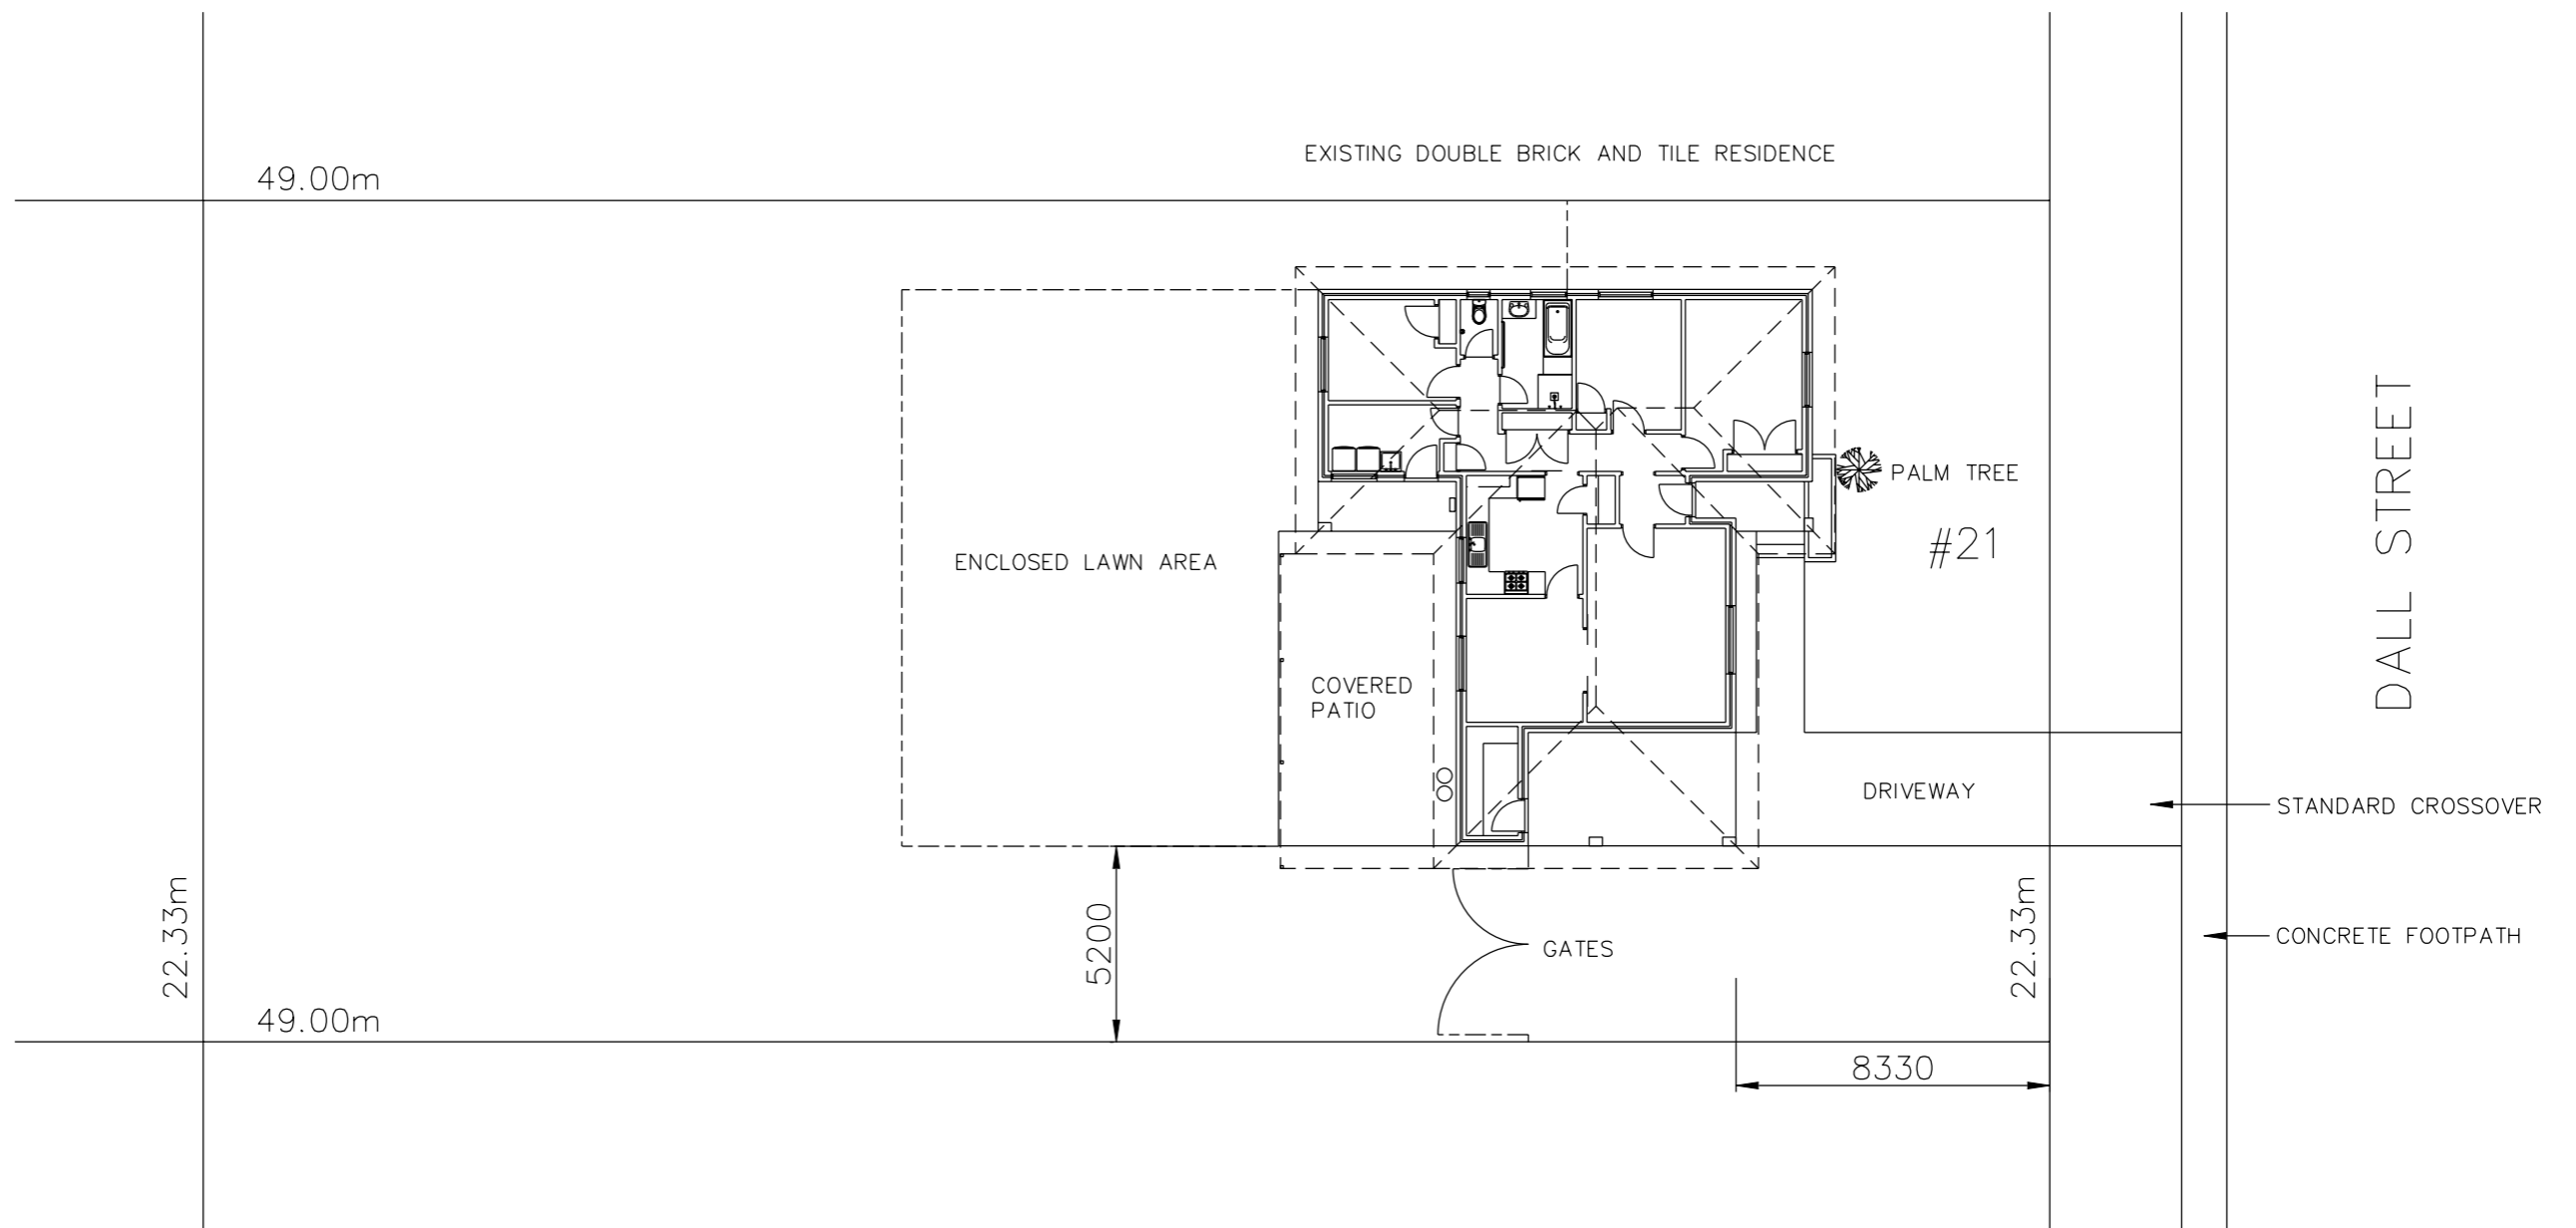 EXISTING DOUBLE BRICK AND TILE RESIDENCE
49.00m
PALM TREE
#21
DALL STREET
ENCLOSED LAWN AREA
COVERED
PATIO
DRIVEWAY
STANDARD CROSSOVER
22.33m
5200
GATES
22.33m
CONCRETE FOOTPATH
49.00m
8330